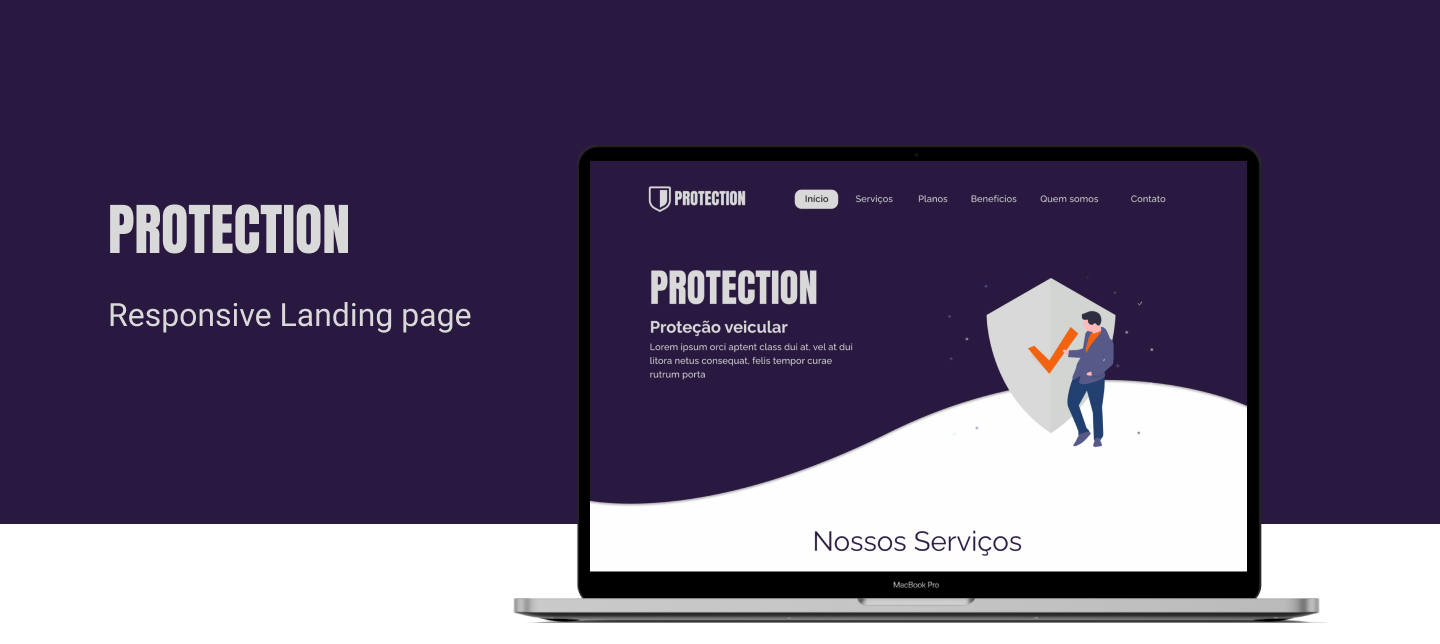 PROTECTION
Responsive Landing page
PROTECTION
Início
Serviços
Planos
Benefícios
Quem somos
Contato
PROTECTION
Proteção veicular
Lorem ipsum orci aptent class dui at, vel at dui
litora netus consequat, felis tempor curae
rutrum porta
Nossos Serviços
MacBook Pro